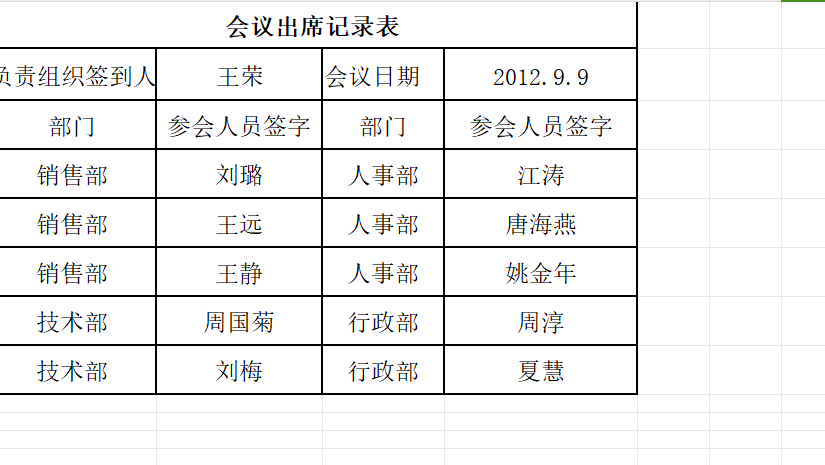 会议出席记录表
负责组织签到人 王荣 会议日期 2012.9.9
部门 参会人员签字 部门 参会人员签字
销售部 刘璐 人事部 江涛
销售部 王远 人事部 唐海燕
销售部 王静 人事部 姚金年
技术部 周国菊 行政部 周淳
技术部 刘梅 行政部 夏慧